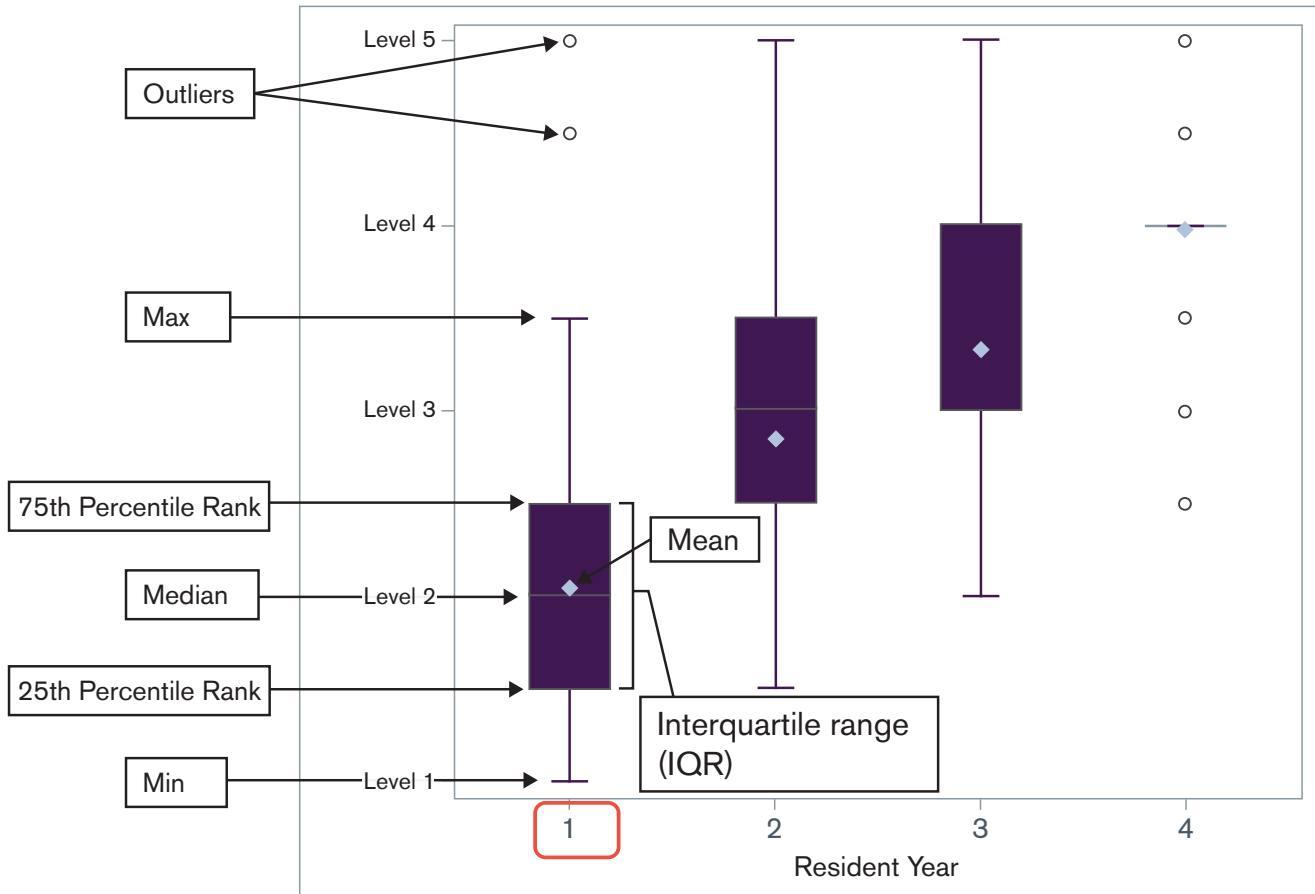 Level 5
Outliers
Level 4
Max
Level 3
75th Percentile Rank
Mean
Median
Level 2
25th Percentile Rank
Interquartile range
(IQR)
Min
Level 1
1 2 3 4
Resident Year